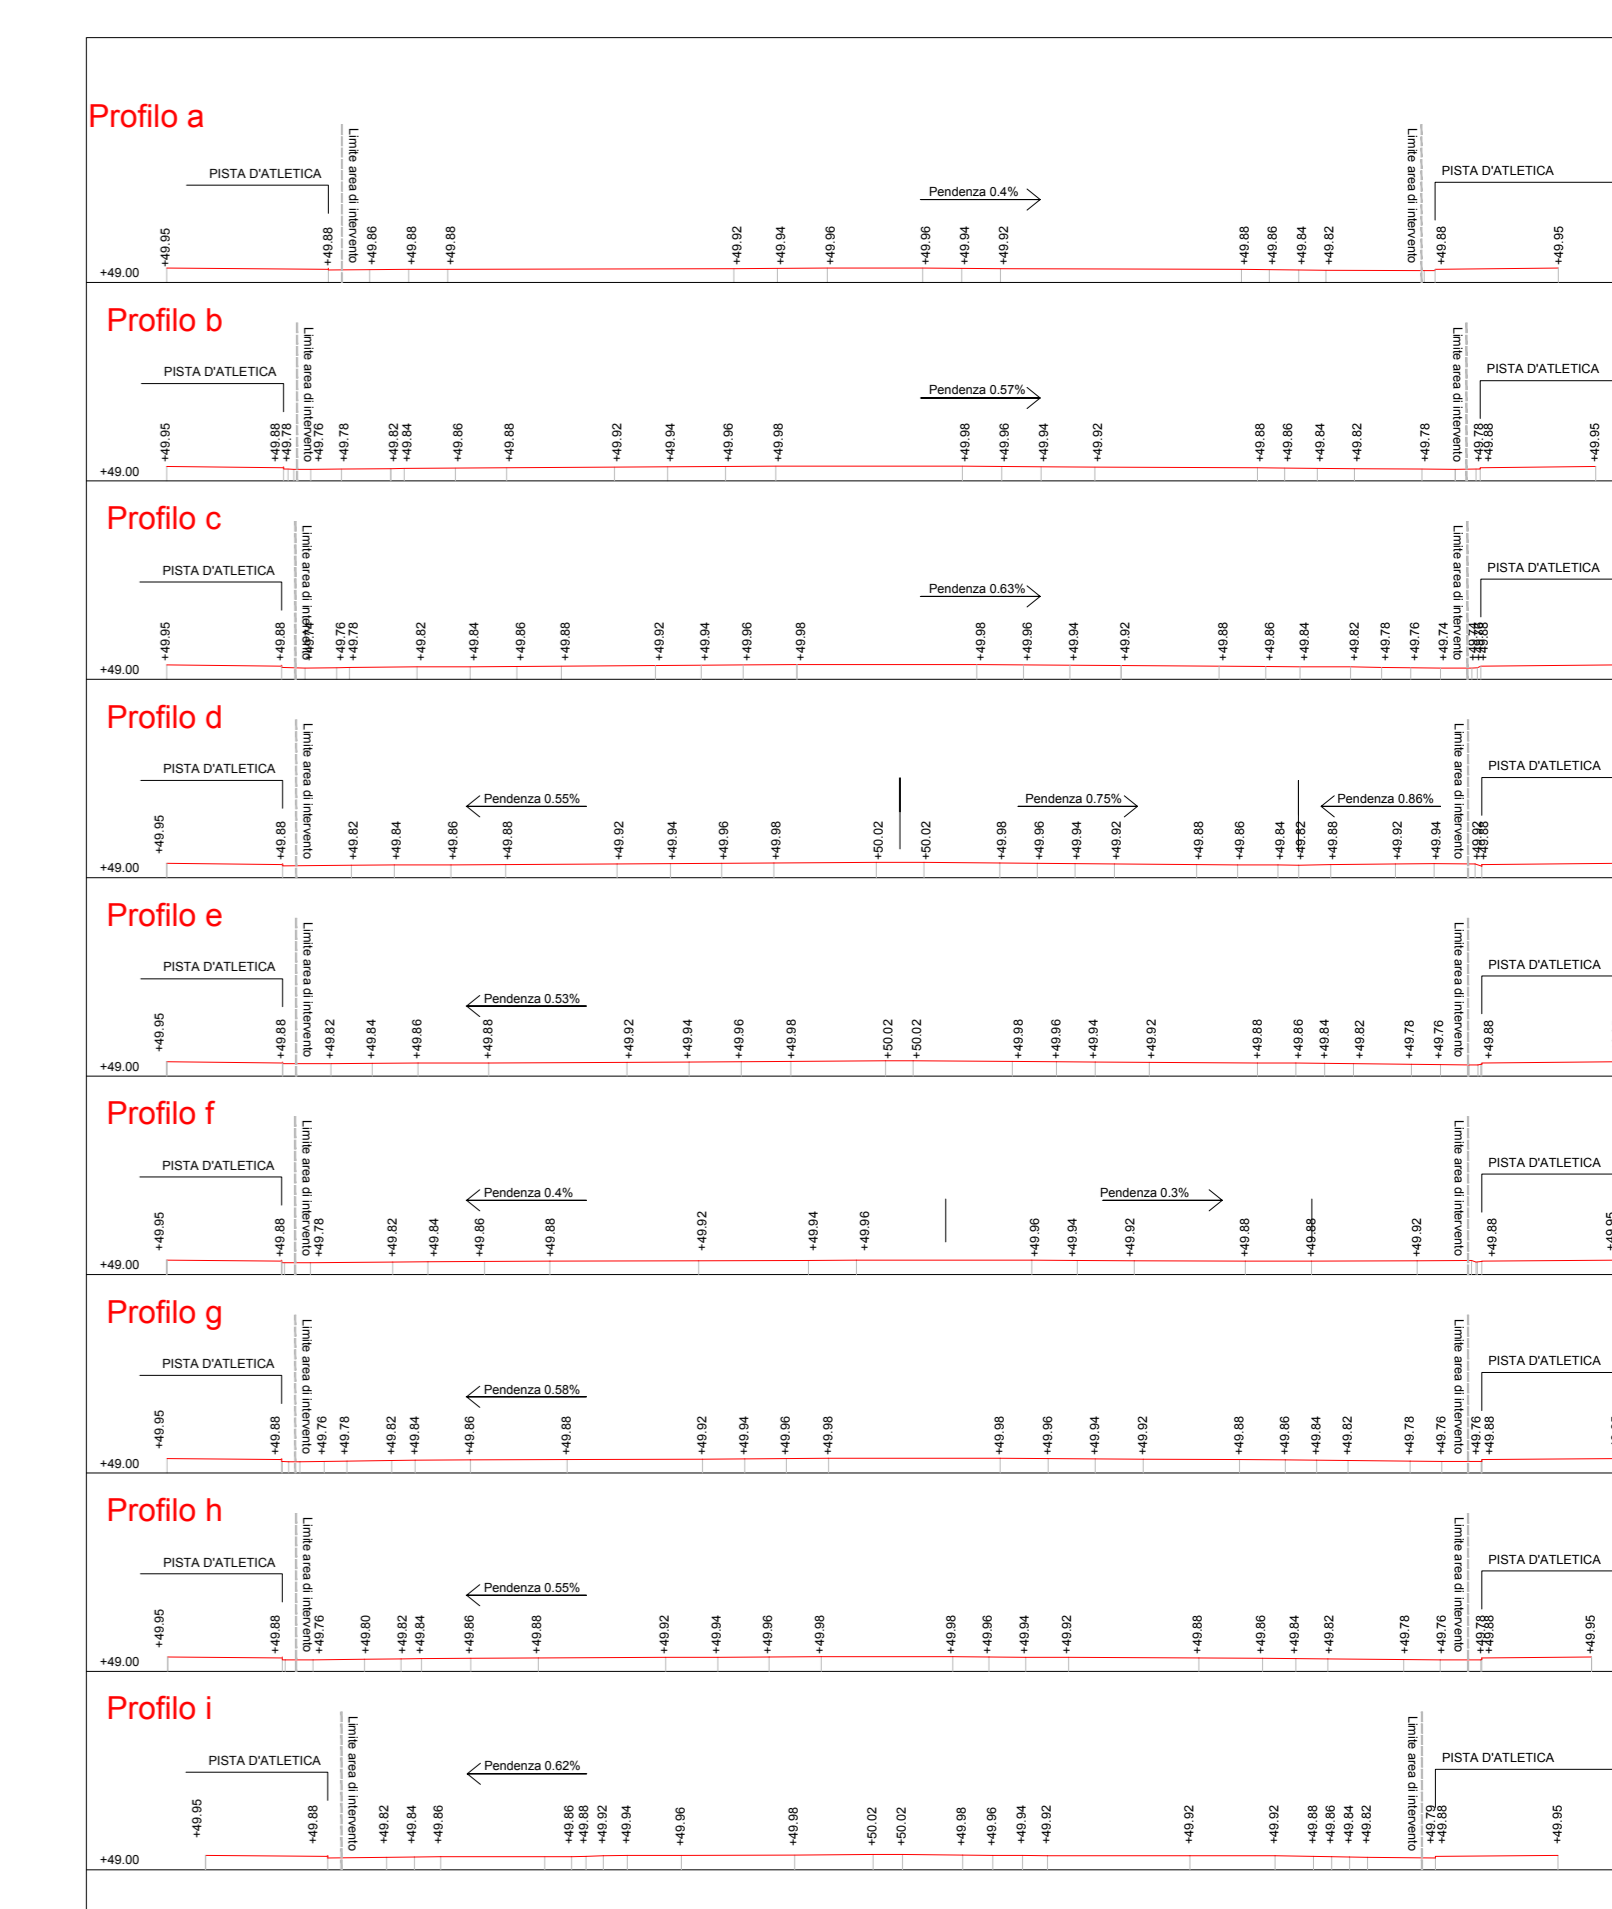 Profilo a
Limite area di intervento Limite area di intervento
PISTA D'ATLETICA PISTA D'ATLETICA
Pendenza 0.4%
+49.95 +49.88 +49.86 +49.88 +49.88 +49.92 +49.94 +49.96 +49.96 +49.94 +49.92 +49.88 +49.86 +49.84 +49.82 +49.88 +49.95
+49.00
Profilo b
Limite area di intervento Limite area di intervento
PISTA D'ATLETICA PISTA D'ATLETICA
Pendenza 0.57%
+49.95 +49.88 +49.78 +49.76 +49.78 +49.82 +49.84 +49.86 +49.88 +49.92 +49.94 +49.96 +49.98 +49.98 +49.96 +49.94 +49.92 +49.88 +49.86 +49.84 +49.82 +49.78 +49.78 +49.88 +49.95
+49.00
Profilo c
Limite area di intervento Limite area di intervento
PISTA D'ATLETICA PISTA D'ATLETICA
Pendenza 0.63%
+49.95 +49.88 +49.76 +49.78 +49.82 +49.84 +49.86 +49.88 +49.92 +49.94 +49.96 +49.98 +49.98 +49.96 +49.94 +49.92 +49.88 +49.86 +49.84 +49.82 +49.78 +49.76 +49.74 +49.74 +49.88
+49.00
Profilo d
Limite area di intervento Limite area di intervento
PISTA D'ATLETICA PISTA D'ATLETICA
Pendenza 0.55% Pendenza 0.75% Pendenza 0.86%
+49.95 +49.88 +49.82 +49.84 +49.86 +49.88 +49.92 +49.94 +49.96 +49.98 +50.02 +50.02 +49.98 +49.96 +49.94 +49.92 +49.88 +49.86 +49.84 +49.82 +49.88 +49.92 +49.94 +49.92 +49.88
+49.00
Profilo e
Limite area di intervento Limite area di intervento
PISTA D'ATLETICA PISTA D'ATLETICA
Pendenza 0.53%
+49.95 +49.88 +49.82 +49.84 +49.86 +49.88 +49.92 +49.94 +49.96 +49.98 +50.02 +50.02 +49.98 +49.96 +49.94 +49.92 +49.88 +49.86 +49.84 +49.82 +49.78 +49.76 +49.88
+49.00
Profilo f
Limite area di intervento Limite area di intervento
PISTA D'ATLETICA PISTA D'ATLETICA
Pendenza 0.4% Pendenza 0.3%
+49.95 +49.88 +49.78 +49.82 +49.84 +49.86 +49.88 +49.92 +49.94 +49.96 +49.96 +49.94 +49.92 +49.88 +49.88 +49.92 +49.88 +49.95
+49.00
Profilo g
Limite area di intervento Limite area di intervento
PISTA D'ATLETICA PISTA D'ATLETICA
Pendenza 0.58%
+49.95 +49.88 +49.76 +49.78 +49.82 +49.84 +49.86 +49.88 +49.92 +49.94 +49.96 +49.98 +49.98 +49.96 +49.94 +49.92 +49.88 +49.86 +49.84 +49.82 +49.78 +49.76 +49.76 +49.88
+49.00
Profilo h
Limite area di intervento Limite area di intervento
PISTA D'ATLETICA PISTA D'ATLETICA
Pendenza 0.55%
+49.95 +49.88 +49.76 +49.80 +49.82 +49.84 +49.86 +49.88 +49.92 +49.94 +49.96 +49.98 +49.98 +49.96 +49.94 +49.92 +49.88 +49.86 +49.84 +49.82 +49.78 +49.76 +49.78 +49.88 +49.95
+49.00
Profilo i
Limite area di intervento Limite area di intervento
PISTA D'ATLETICA PISTA D'ATLETICA
Pendenza 0.62%
+49.95 +49.88 +49.82 +49.84 +49.86 +49.86 +49.88 +49.92 +49.94 +49.96 +49.98 +50.02 +50.02 +49.98 +49.96 +49.94 +49.92 +49.92 +49.92 +49.88 +49.86 +49.84 +49.82 +49.79 +49.88 +49.95
+49.00